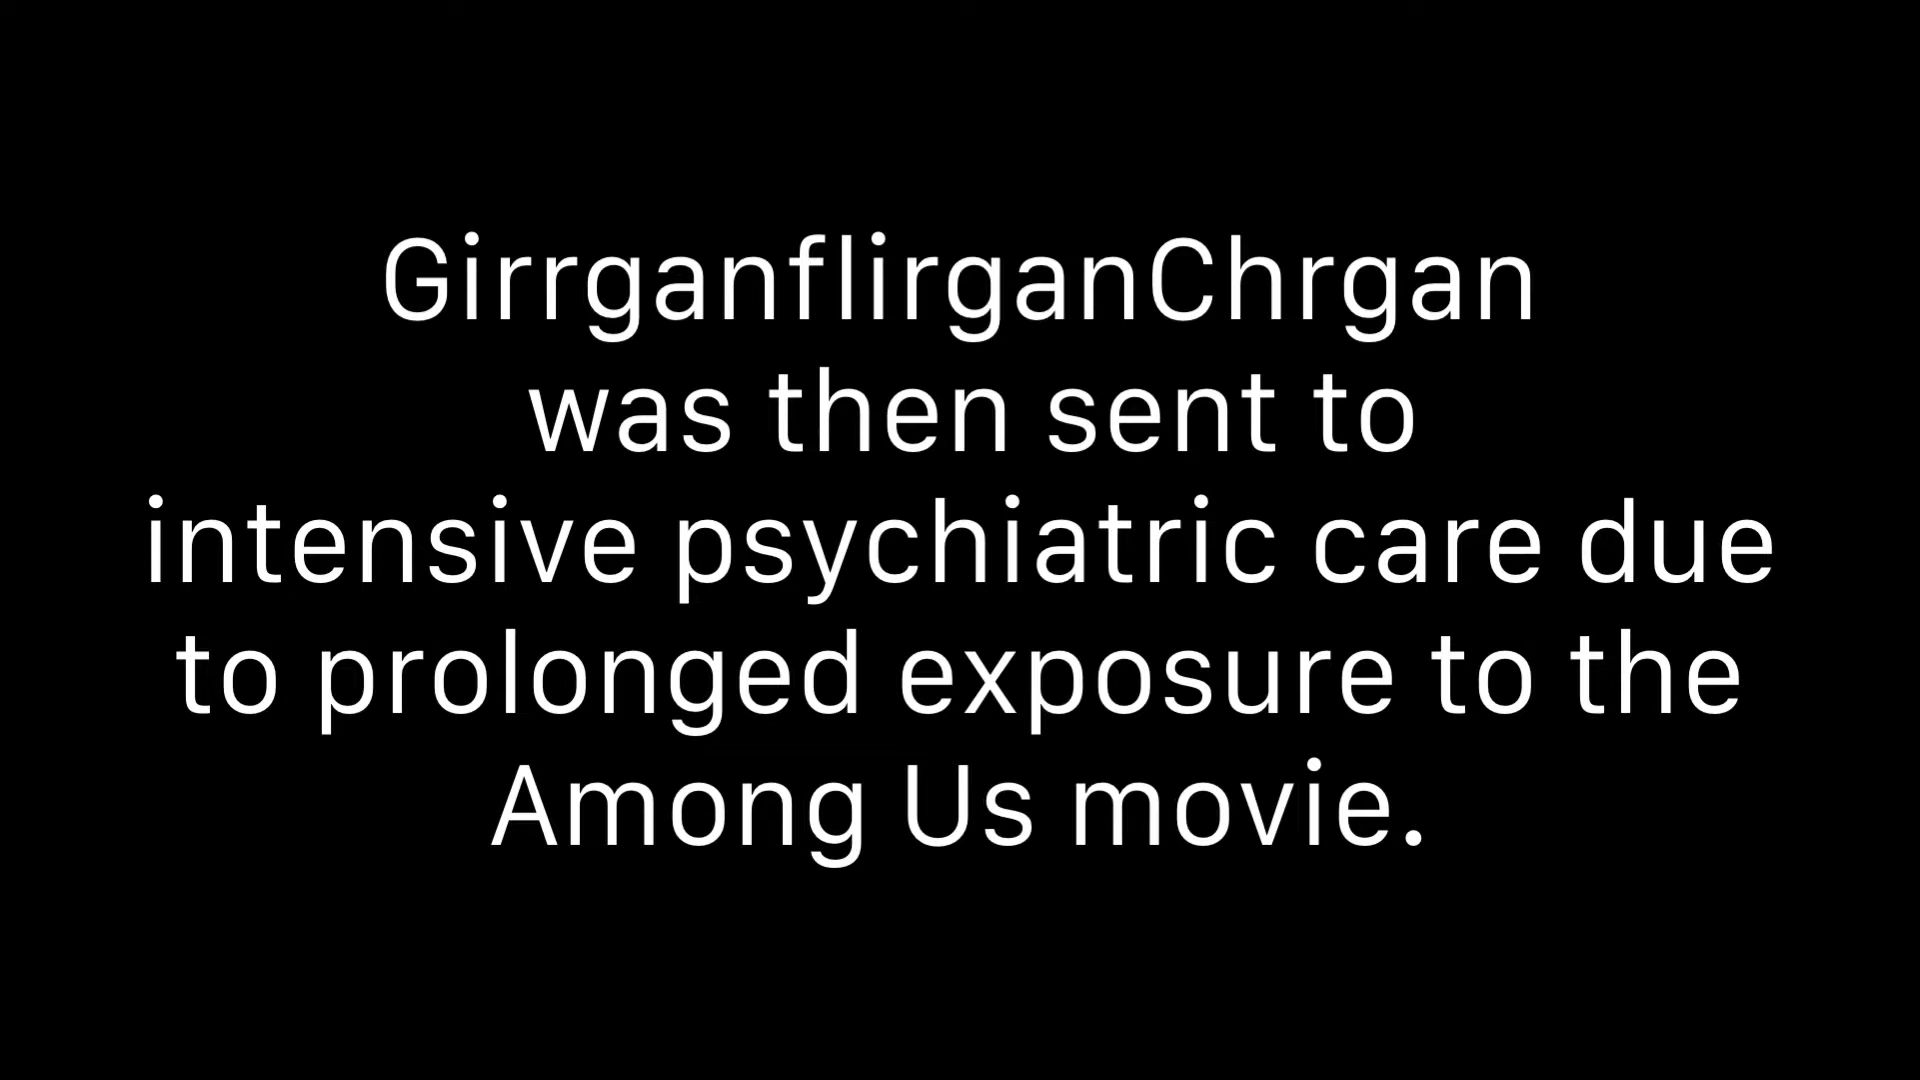 GirrganflirganChrgan
was then sent to
intensive psychiatric care due
to prolonged exposure to the
Among Us movie.